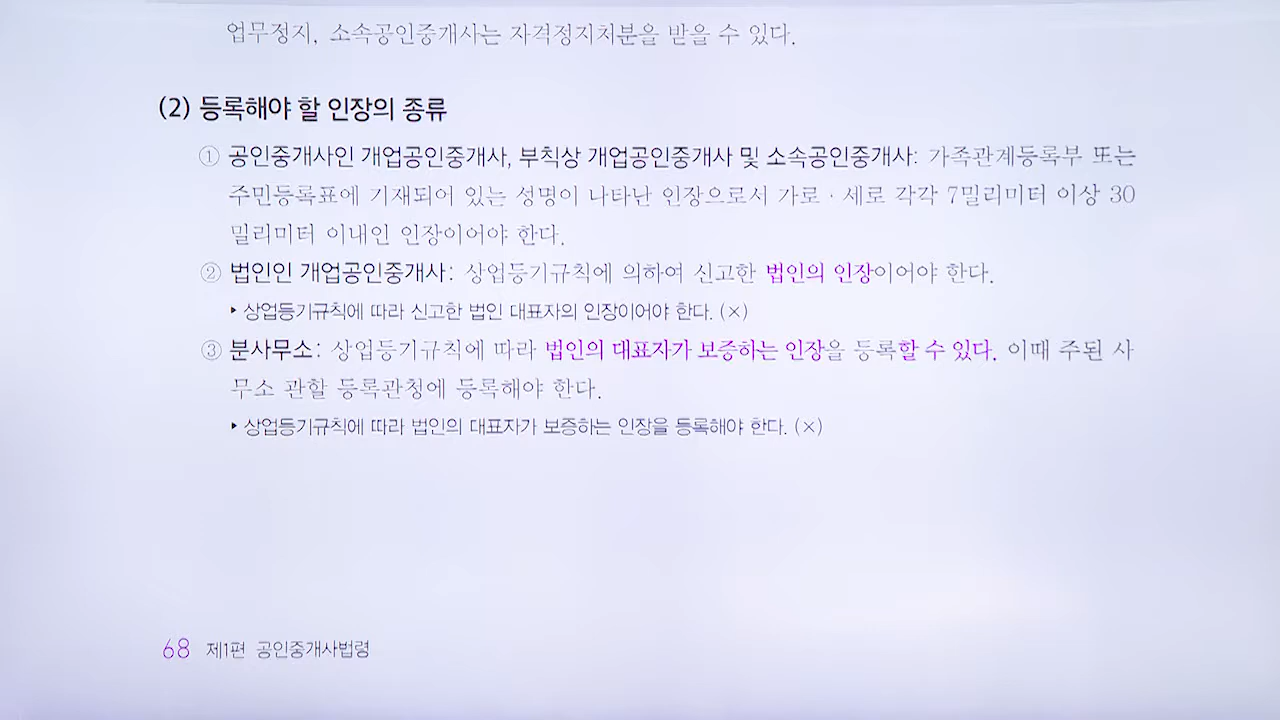 업무정지, 소속공인중개사는 자격정지처분을 받을 수 있다.
(2) 등록해야 할 인장의 종류
① 공인중개사인 개업공인중개사, 부칙상 개업공인중개사 및 소속공인중개사: 가족관계등록부 또는
주민등록표에 기재되어 있는 성명이 나타난 인장으로서 가로 · 세로 각각 7밀리미터 이상 30
밀리미터 이내인 인장이어야 한다.
② 법인인 개업공인중개사: 상업등기규칙에 의하여 신고한 법인의 인장이어야 한다.
▸ 상업등기규칙에 따라 신고한 법인 대표자의 인장이어야 한다. (×)
③ 분사무소: 상업등기규칙에 따라 법인의 대표자가 보증하는 인장을 등록할 수 있다. 이때 주된 사
무소 관할 등록관청에 등록해야 한다.
▸ 상업등기규칙에 따라 법인의 대표자가 보증하는 인장을 등록해야 한다. (×)
68 제1편 공인중개사법령